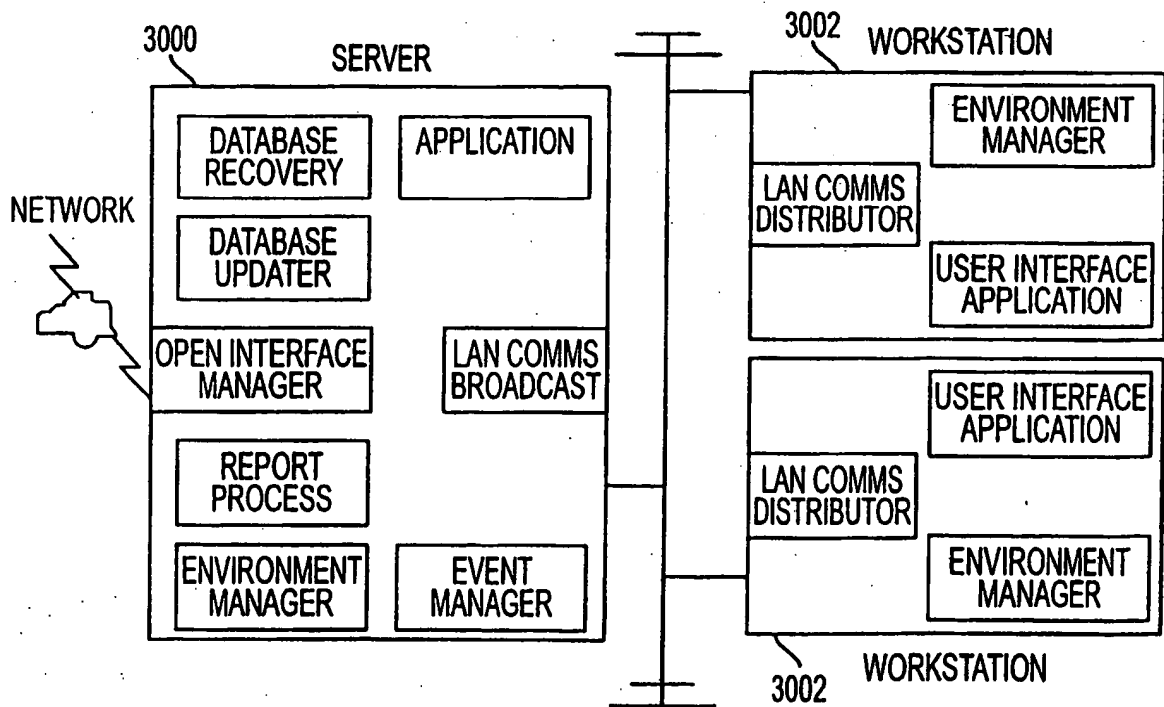 3000
SERVER
DATABASE
RECOVERY
APPLICATION
NETWORK
DATABASE
UPDATER
OPEN INTERFACE
MANAGER
LAN COMMS
BROADCAST
REPORT
PROCESS
ENVIRONMENT
MANAGER
EVENT
MANAGER
3002
WORKSTATION
ENVIRONMENT
MANAGER
LAN COMMS
DISTRIBUTOR
USER INTERFACE
APPLICATION
USER INTERFACE
APPLICATION
LAN COMMS
DISTRIBUTOR
ENVIRONMENT
MANAGER
3002
WORKSTATION